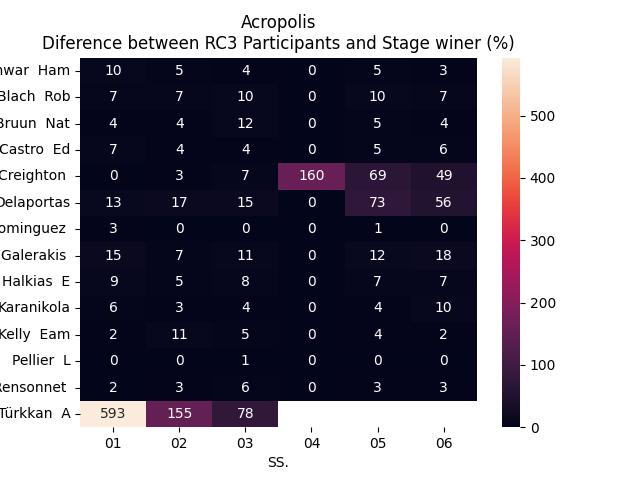 Acropolis
Diference between RC3 Participants and Stage winer (%)
nwar Ham 10 5 4 0 5 3
Blach Rob 7 7 10 0 10 7
Bruun Nat 4 4 12 0 5 4
Castro Ed 7 4 4 0 5 6
Creighton 0 3 7 160 69 49
Delaportas 13 17 15 0 73 56
ominguez 3 0 0 0 1 0
Galerakis 15 7 11 0 12 18
Halkias E 9 5 8 0 7 7
Karanikola 6 3 4 0 4 10
Kelly Eam 2 11 5 0 4 2
Pellier L 0 0 1 0 0 0
Rensonnet 2 3 6 0 3 3
Türkkan A 593 155 78
01 02 03 04 05 06
SS.
500
400
300
200
100
0